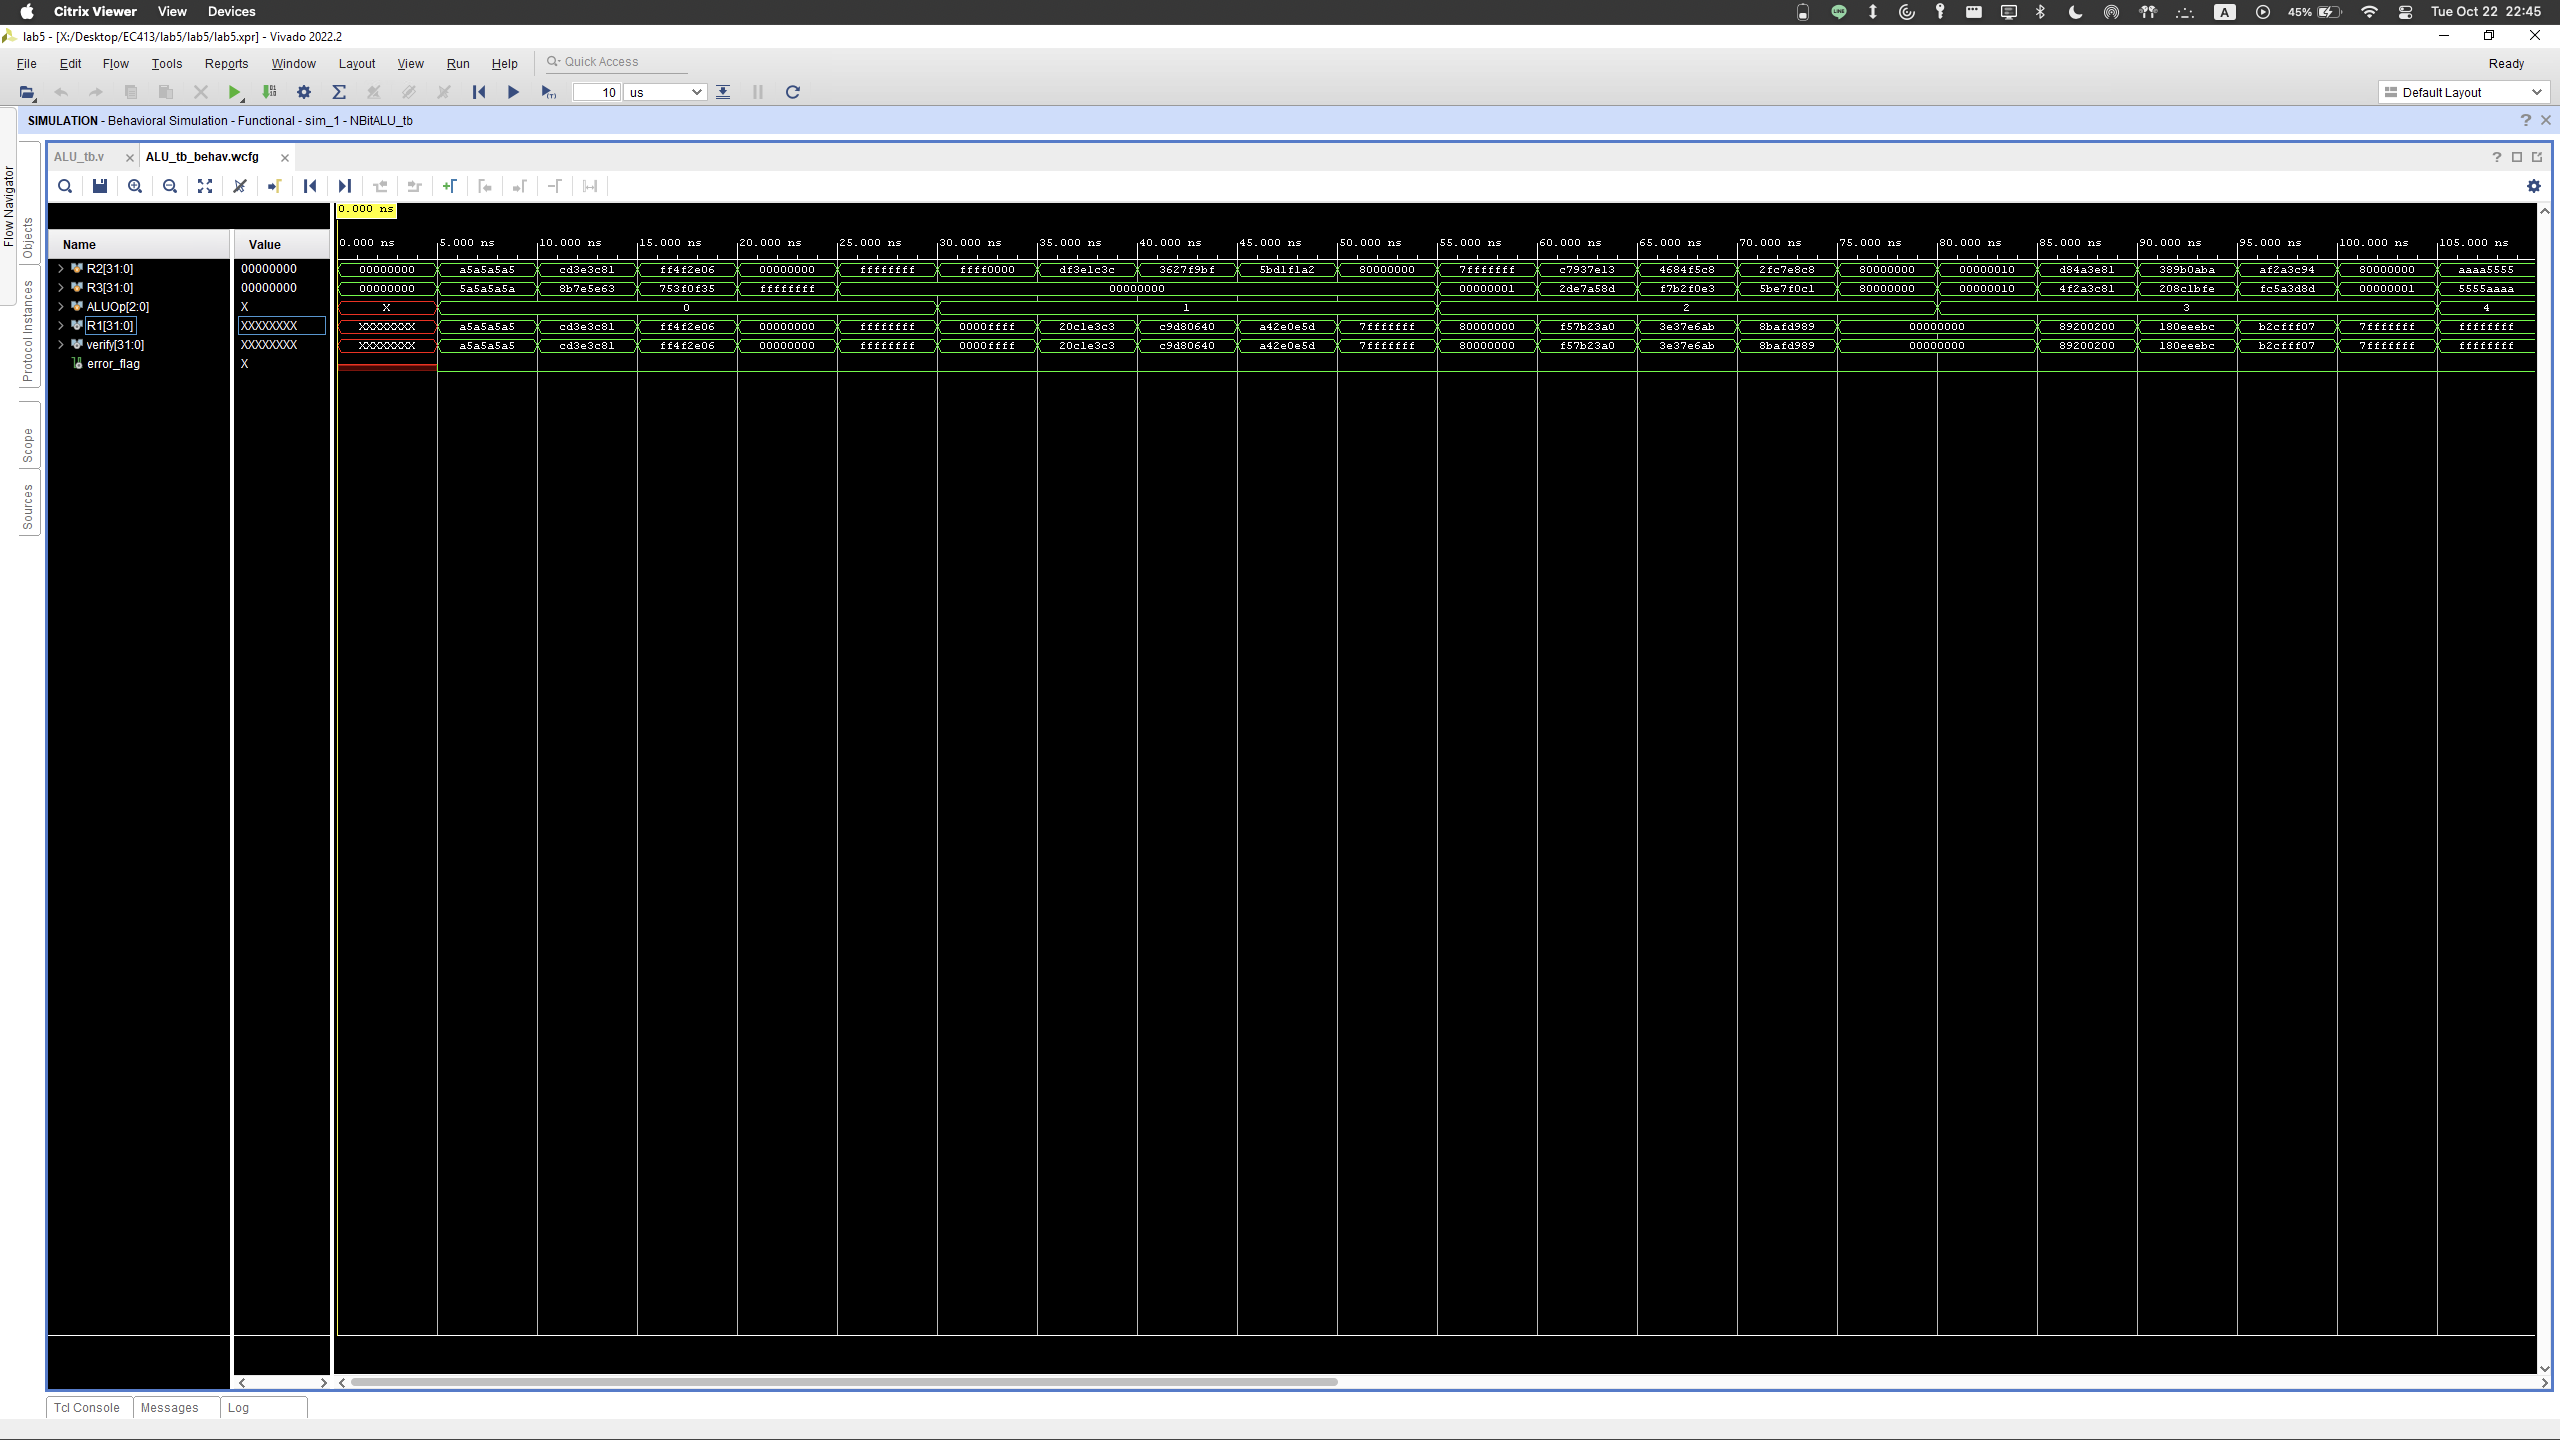 Citrix Viewer View Devices A 45% Tue Oct 22 22:45
lab5 - [X:/Desktop/EC413/lab5/lab5/lab5.xpr] - Vivado 2022.2
File Edit Flow Tools Reports Window Layout View Run Help Quick Access Ready
10 us Default Layout
SIMULATION - Behavioral Simulation - Functional - sim_1 - NBitALU_tb
Flow Navigator
Objects
Protocol Instances
Scope
Sources
ALU_tb.v ALU_tb_behav.wcfg
0.000 ns
Name Value 0.000 ns 5.000 ns 10.000 ns 15.000 ns 20.000 ns 25.000 ns 30.000 ns 35.000 ns 40.000 ns 45.000 ns 50.000 ns 55.000 ns 60.000 ns 65.000 ns 70.000 ns 75.000 ns 80.000 ns 85.000 ns 90.000 ns 95.000 ns 100.000 ns 105.000 ns
R2[31:0] 00000000 00000000 a5a5a5a5 cd3e3c81 ff4f2e06 00000000 ffffffff ffff0000 df3e1c3c 3627f9bf 5bd1f1a2 80000000 7fffffff c7937e13 4684f5c8 2fc7e8c8 80000000 00000010 d84a3e81 389b0aba af2a3c94 80000000 aaaa5555
R3[31:0] 00000000 00000000 5a5a5a5a 8b7e5e63 753f0f35 ffffffff 00000000 00000001 2de7a58d f7b2f0e3 5be7f0c1 80000000 00000010 4f2a3c81 208c1bfe fc5a3d8d 00000001 5555aaaa
ALUOp[2:0] X X 0 1 2 3 4
R1[31:0] XXXXXXXX XXXXXXXX a5a5a5a5 cd3e3c81 ff4f2e06 00000000 ffffffff 0000ffff 20c1e3c3 c9d80640 a42e0e5d 7fffffff 80000000 f57b23a0 3e37e6ab 8bafd989 00000000 89200200 180eeebc b2cfff07 7fffffff ffffffff
verify[31:0] XXXXXXXX XXXXXXXX a5a5a5a5 cd3e3c81 ff4f2e06 00000000 ffffffff 0000ffff 20c1e3c3 c9d80640 a42e0e5d 7fffffff 80000000 f57b23a0 3e37e6ab 8bafd989 00000000 89200200 180eeebc b2cfff07 7fffffff ffffffff
error_flag X
Tcl Console Messages Log